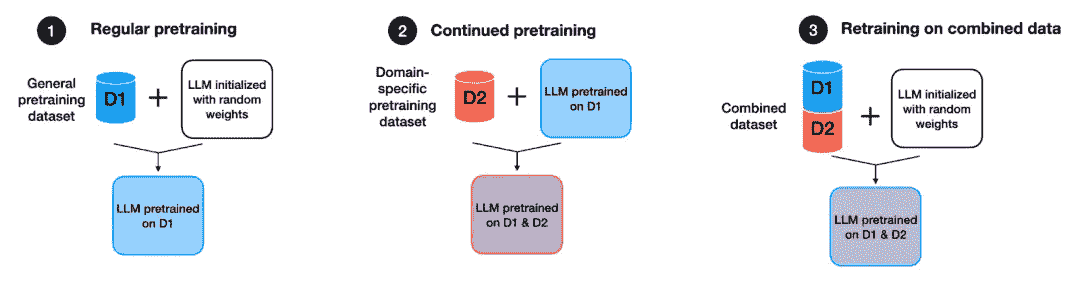 1 Regular pretraining
General
pretraining
dataset
D1
+
LLM initialized
with random
weights
LLM pretrained
on D1
2 Continued pretraining
Domain-
specific
pretraining
dataset
D2
+
LLM pretrained
on D1
LLM pretrained
on D1 & D2
3 Retraining on combined data
Combined
dataset
D1
D2
+
LLM initialized
with random
weights
LLM pretrained
on D1 & D2